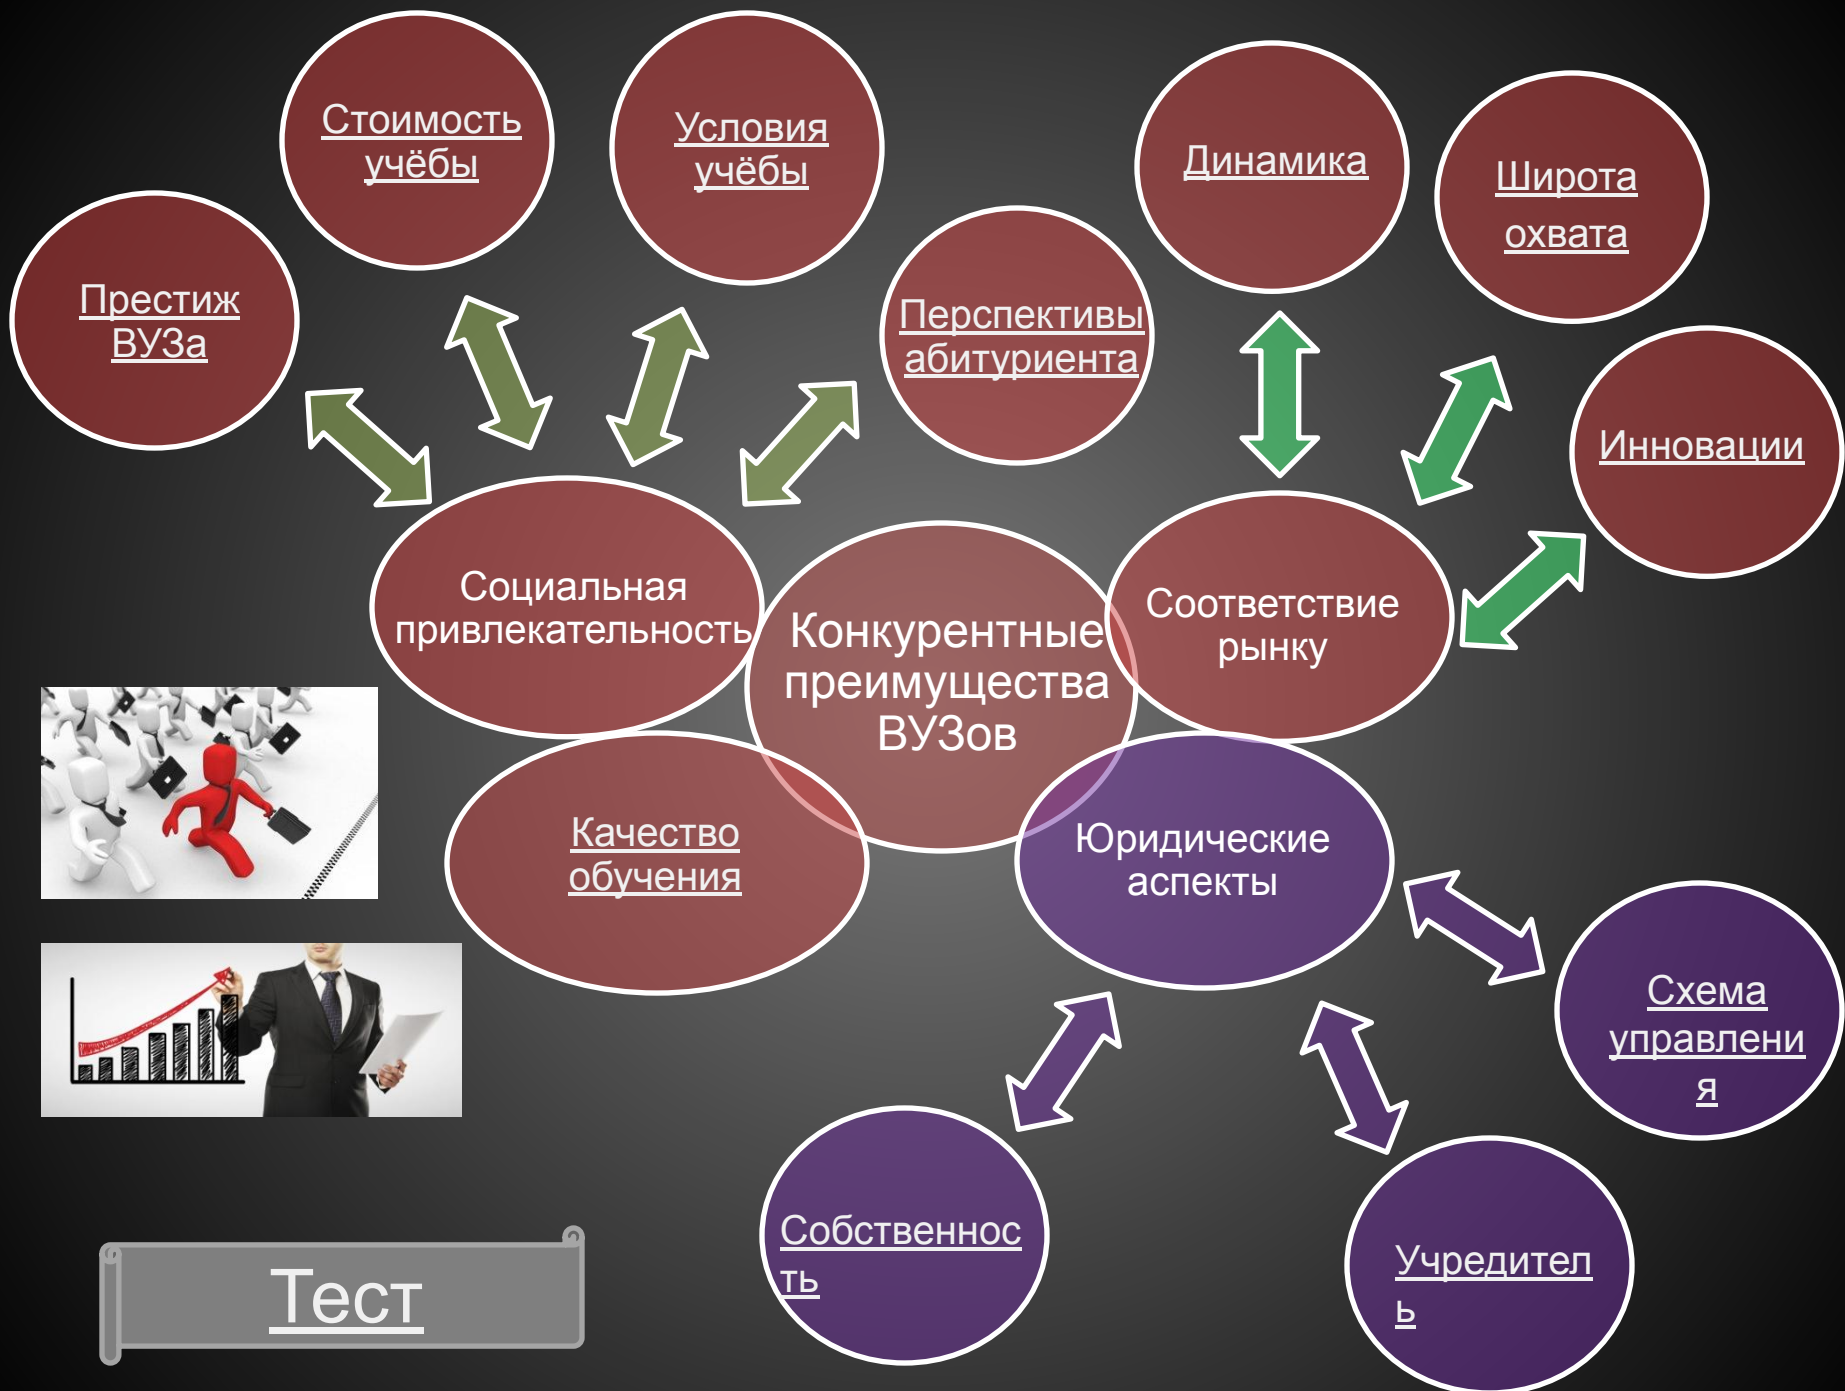 Стоимость
учёбы
Условия
учёбы
Динамика
Широта
охвата
Престиж
ВУЗа
Перспективы
абитуриента
Инновации
Социальная
привлекательность
Конкурентные
преимущества
ВУЗов
Соответствие
рынку
Качество
обучения
Юридические
аспекты
Схема
управлени
я
Собственнос
ть
Учредител
ь
Тест